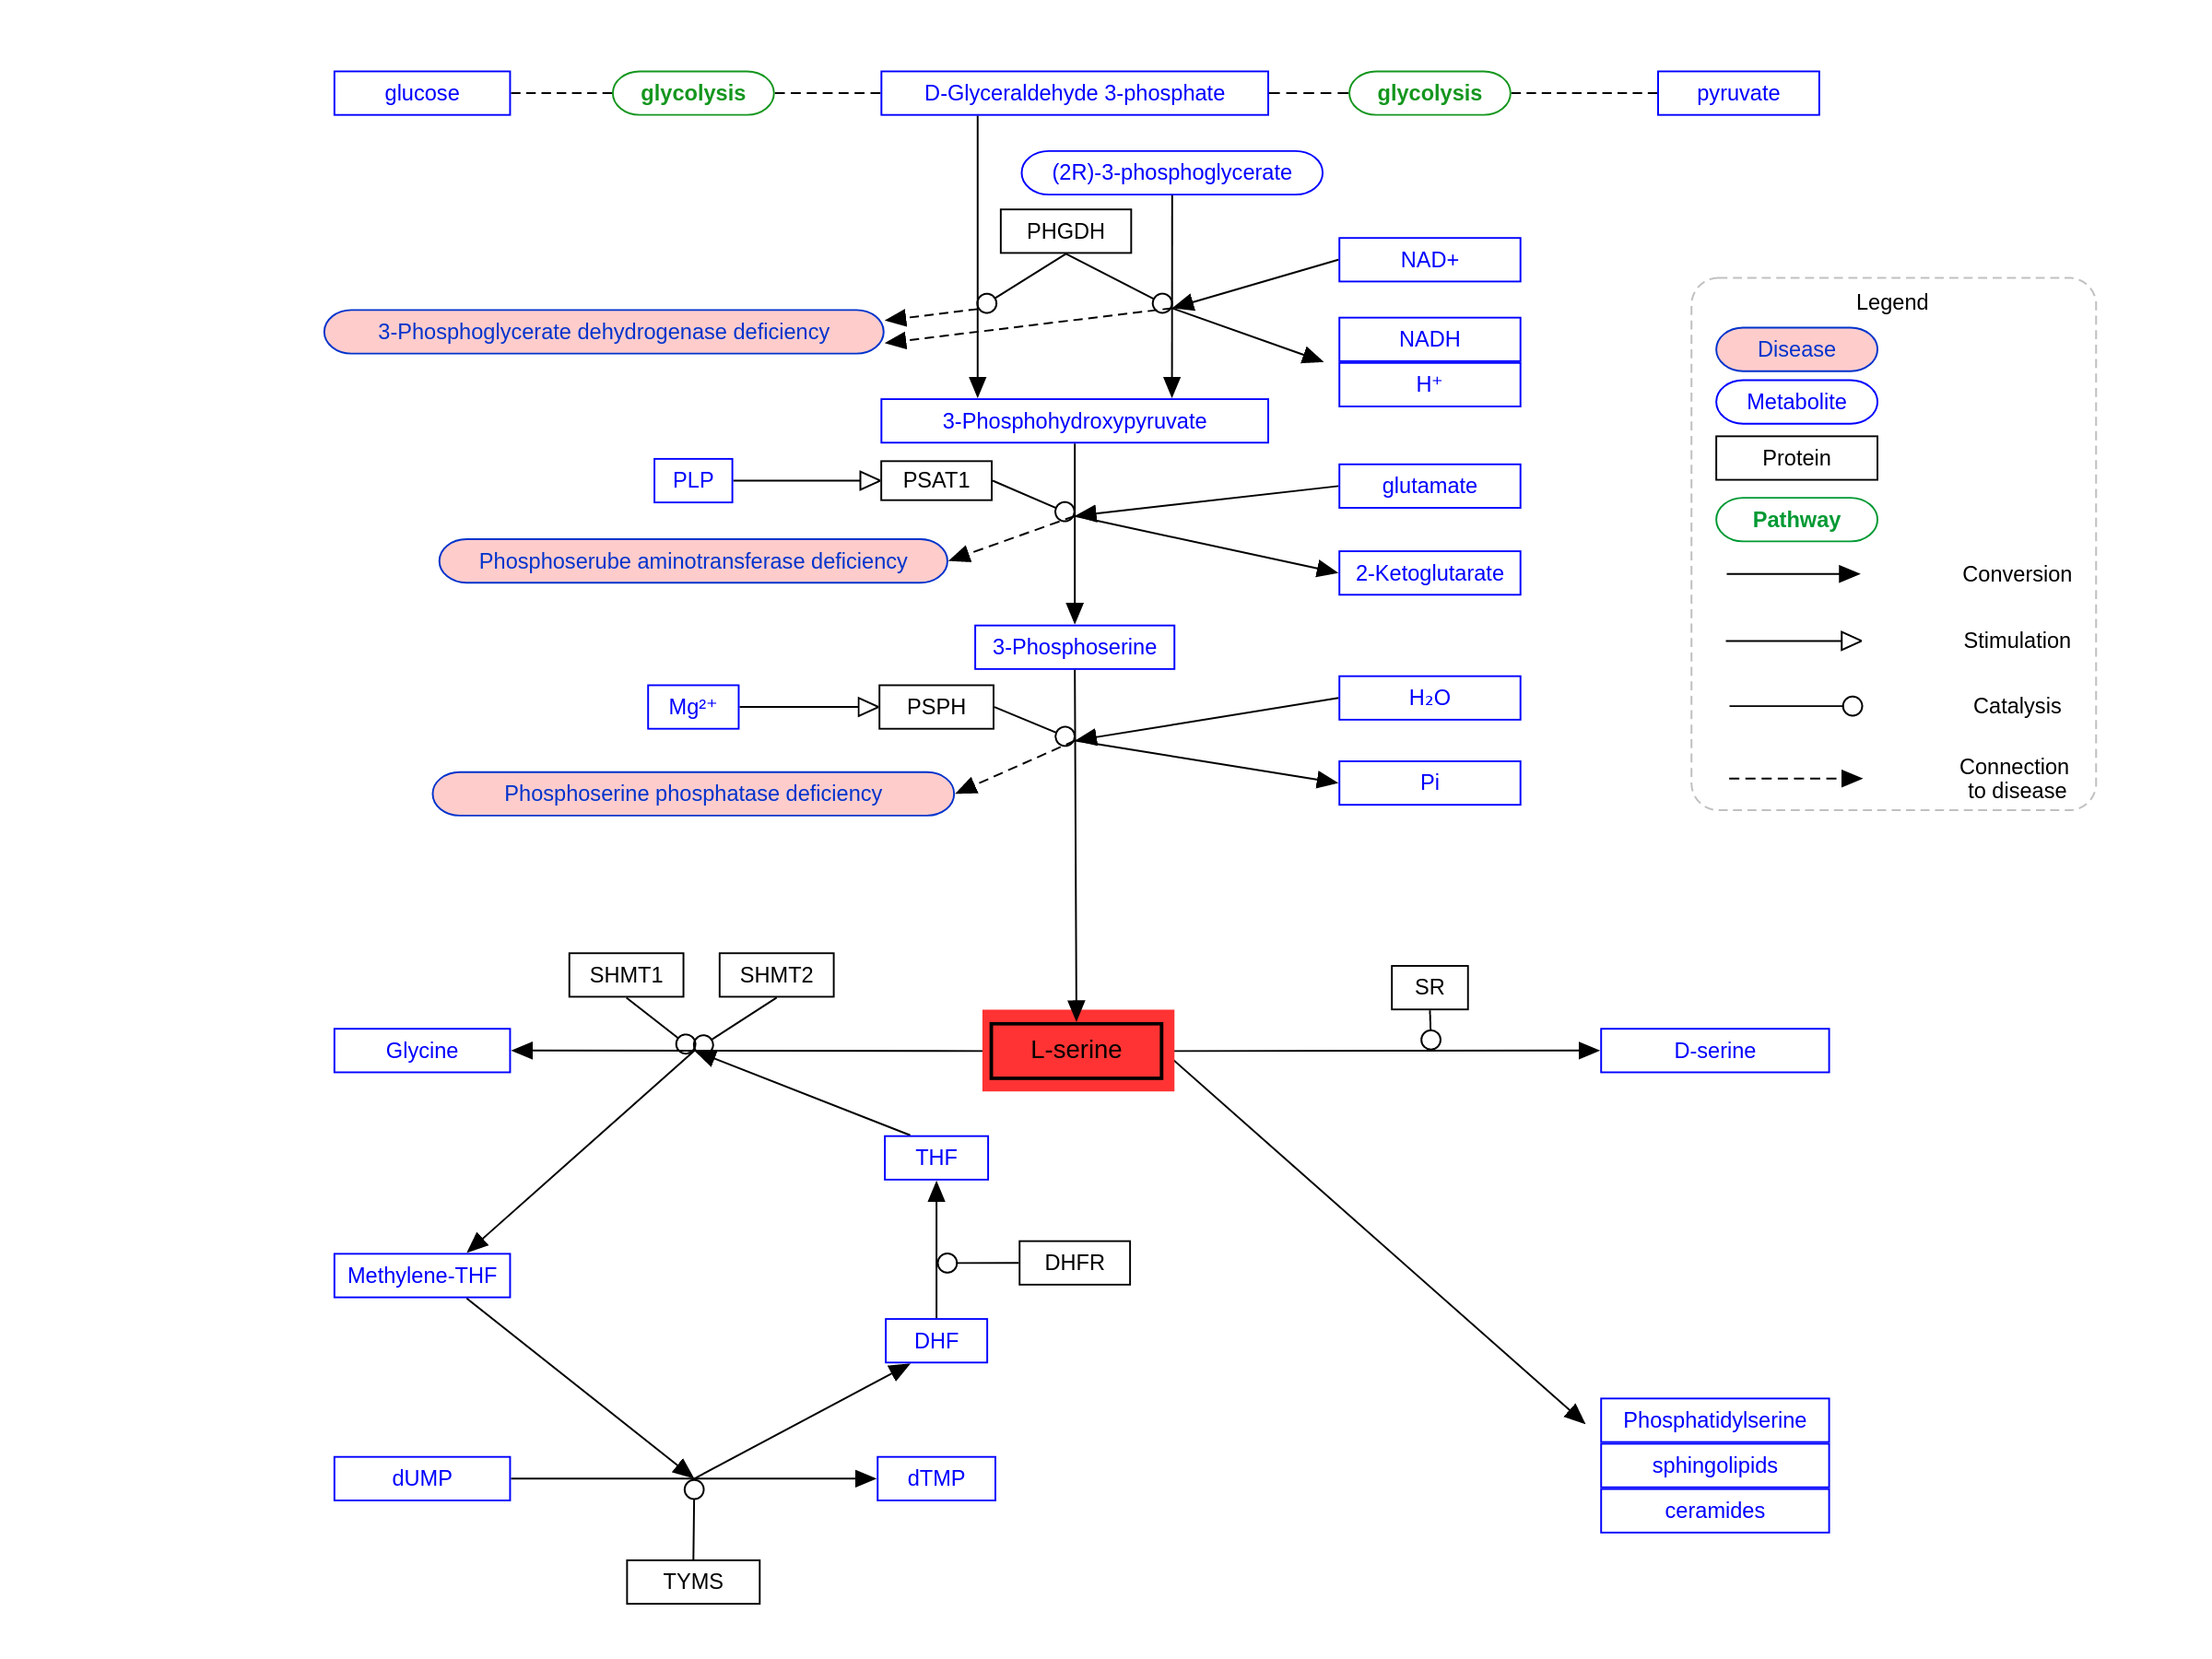 glucose
glycolysis
D-Glyceraldehyde 3-phosphate
glycolysis
pyruvate
(2R)-3-phosphoglycerate
PHGDH
NAD+
3-Phosphoglycerate dehydrogenase deficiency
NADH
H⁺
3-Phosphohydroxypyruvate
PLP
PSAT1
glutamate
Phosphoserube aminotransferase deficiency
2-Ketoglutarate
3-Phosphoserine
Mg²⁺
PSPH
H₂O
Phosphoserine phosphatase deficiency
Pi
Legend
Disease
Metabolite
Protein
Pathway
Conversion
Stimulation
Catalysis
Connection
to disease
SHMT1
SHMT2
SR
Glycine
L-serine
D-serine
THF
Methylene-THF
DHFR
DHF
dUMP
dTMP
Phosphatidylserine
sphingolipids
ceramides
TYMS